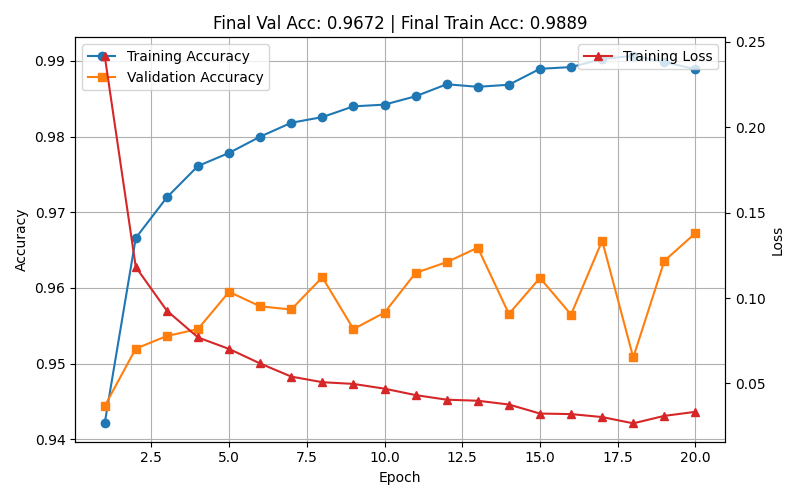 Final Val Acc: 0.9672 | Final Train Acc: 0.9889
Training Accuracy
Validation Accuracy
Training Loss
0.99
0.98
0.97
0.96
0.95
0.94
Accuracy
0.25
0.20
0.15
0.10
0.05
Loss
2.5 5.0 7.5 10.0 12.5 15.0 17.5 20.0
Epoch